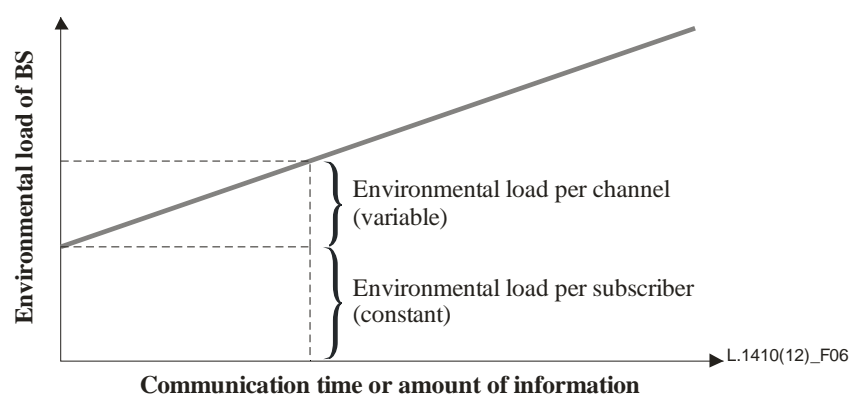 Environmental load of BS
Environmental load per channel
(variable)
Environmental load per subscriber
(constant)
L.1410(12)_F06
Communication time or amount of information